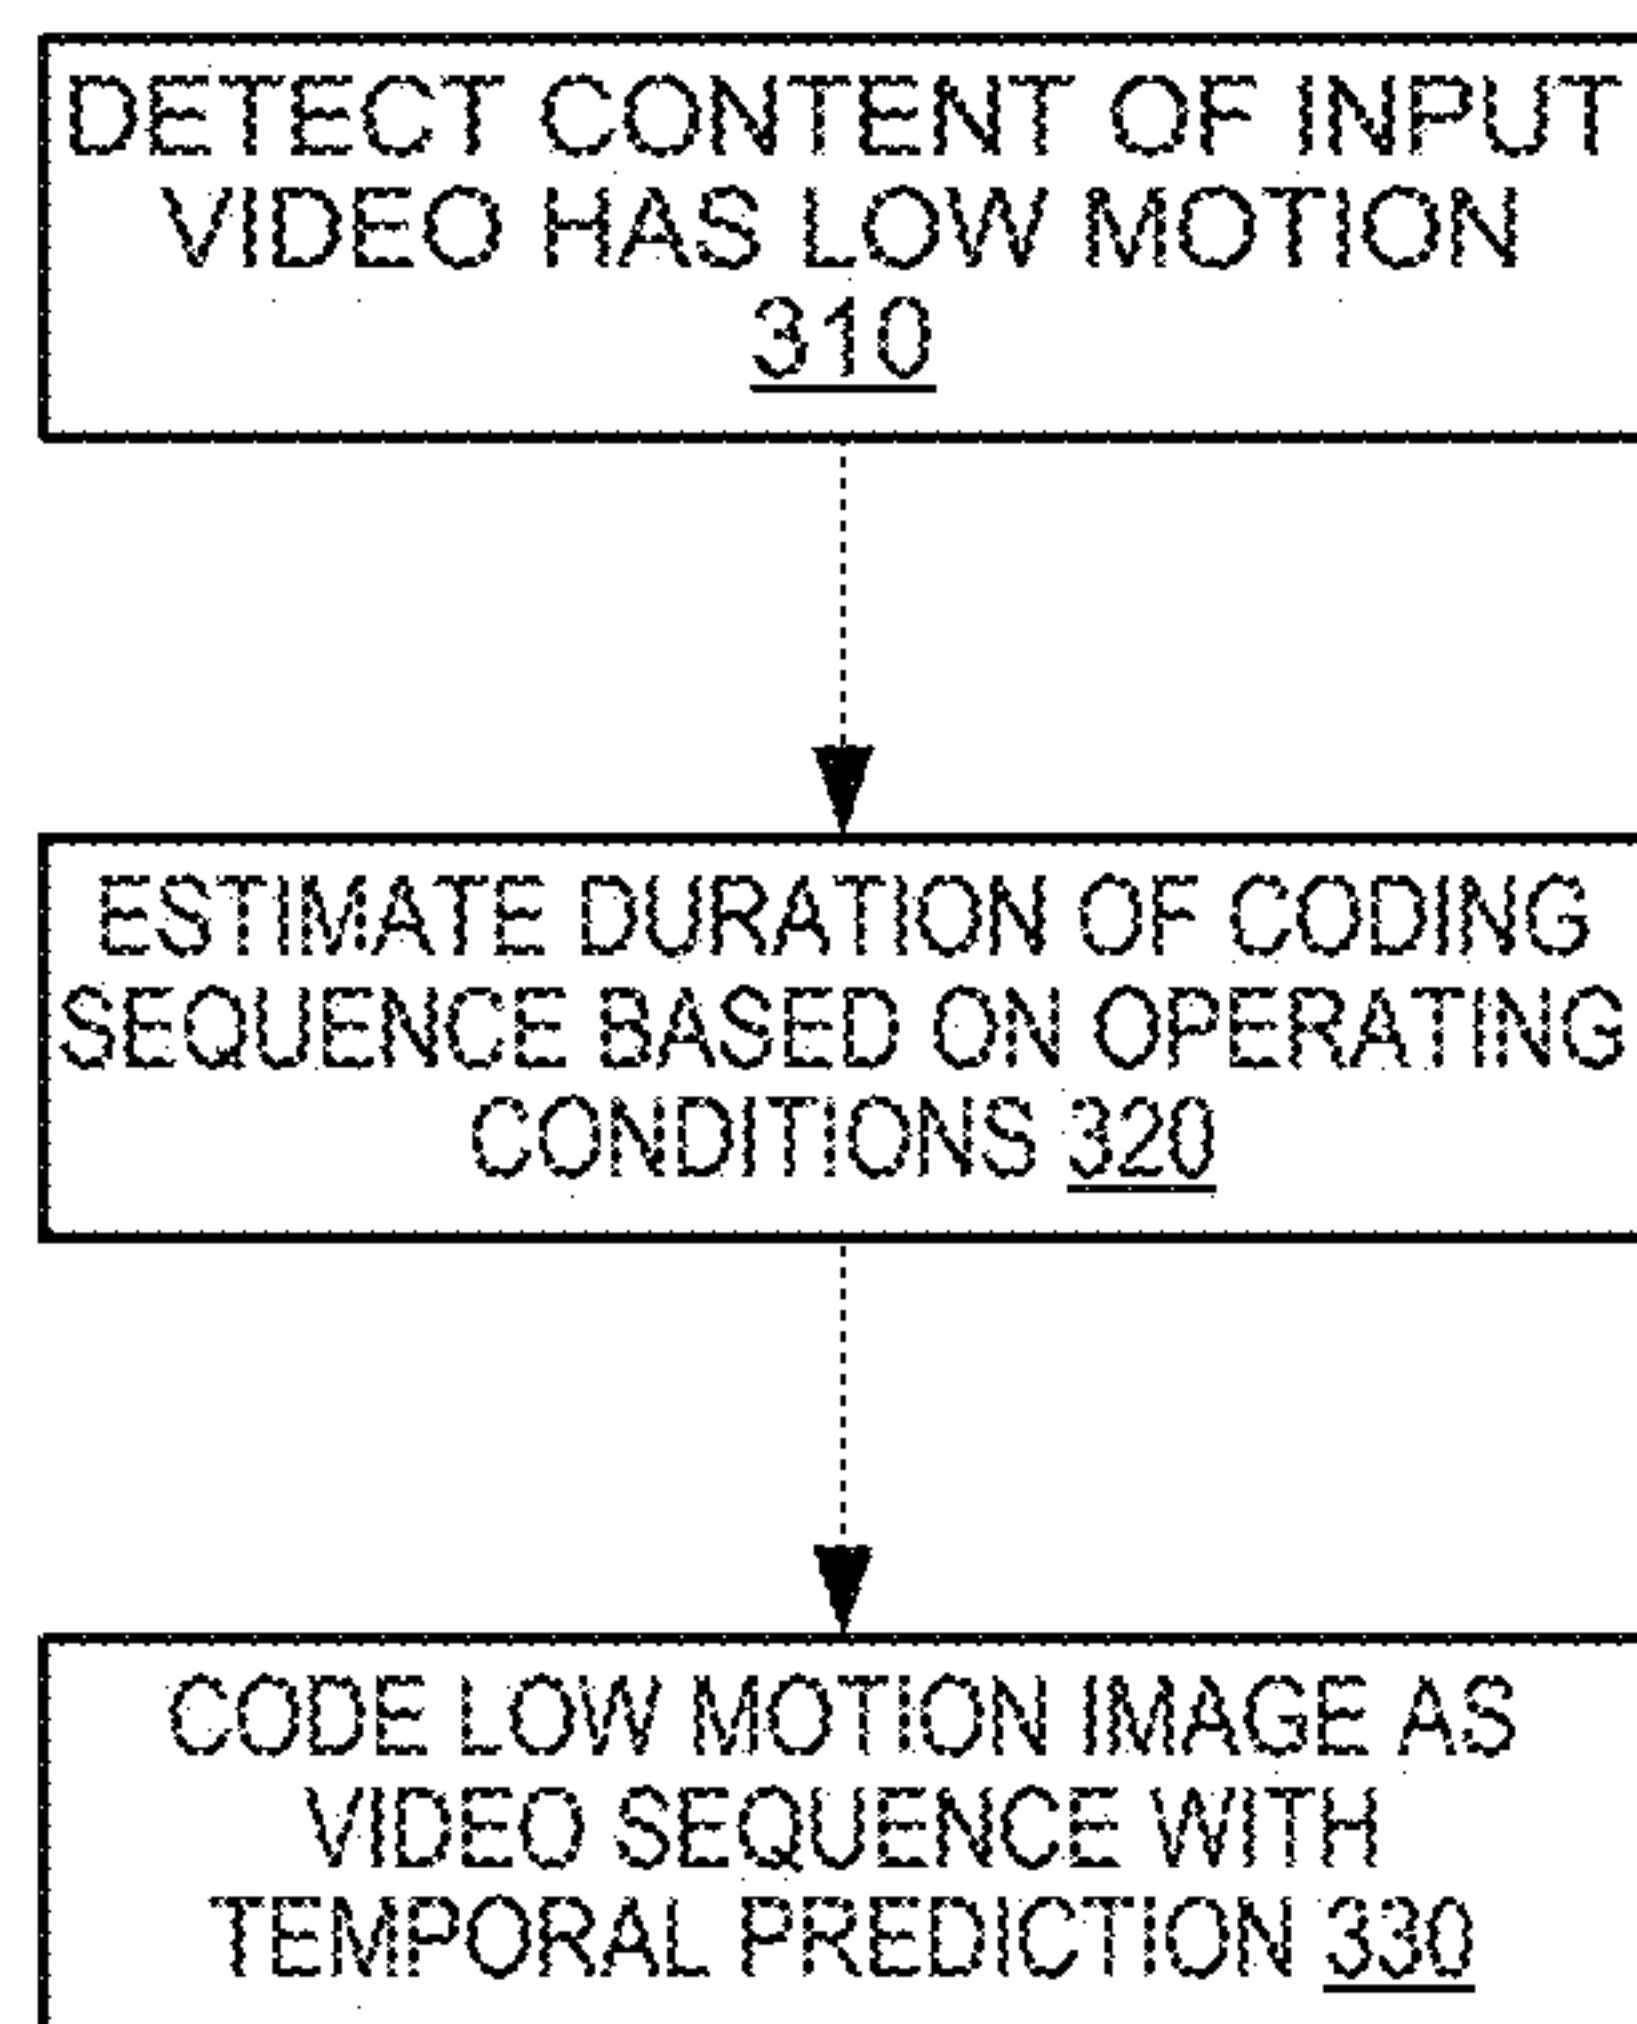 DETECT CONTENT OF INPUT
VIDEO HAS LOW MOTION
310
ESTIMATE DURATION OF CODING
SEQUENCE BASED ON OPERATING
CONDITIONS 320
CODE LOW MOTION IMAGE AS
VIDEO SEQUENCE WITH
TEMPORAL PREDICTION 330